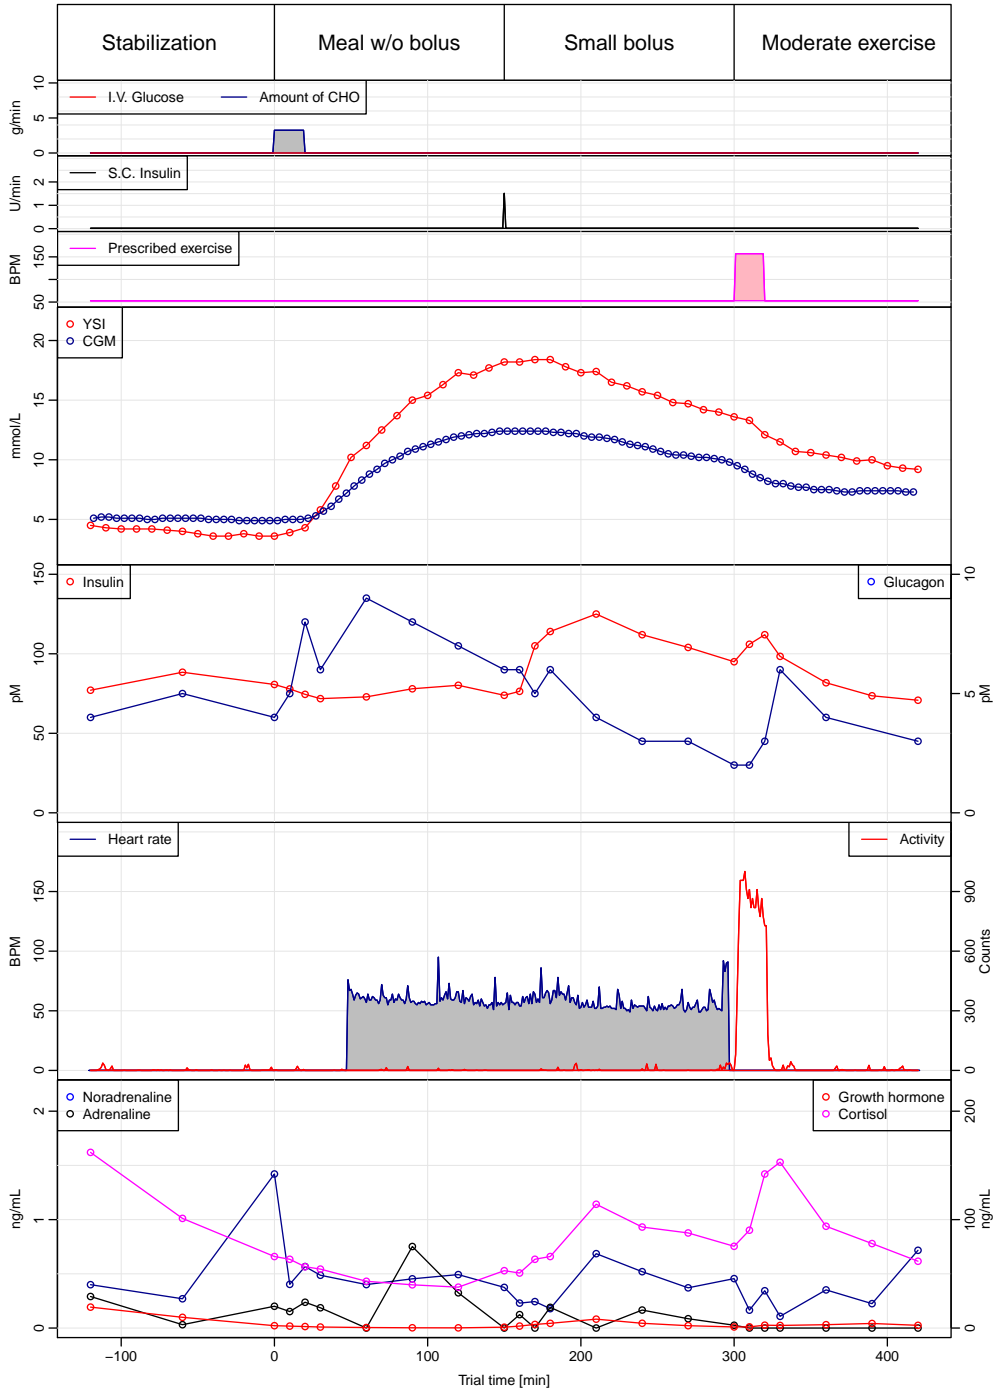 Stabilization Meal w/o bolus Small bolus Moderate exercise
I.V. Glucose Amount of CHO
g/min
0 5 10
S.C. Insulin
U/min
0 1 2
Prescribed exercise
BPM
50 150
YSI
CGM
mmol/L
5 10 15 20
Insulin
Glucagon
pM
0 50 100 150
pM
0 5 10
Heart rate
Activity
BPM
0 50 100 150
Counts
0 300 600 900
Noradrenaline
Adrenaline
Growth hormone
Cortisol
ng/mL
0 1 2
ng/mL
0 100 200
−100 0 100 200 300 400
Trial time [min]